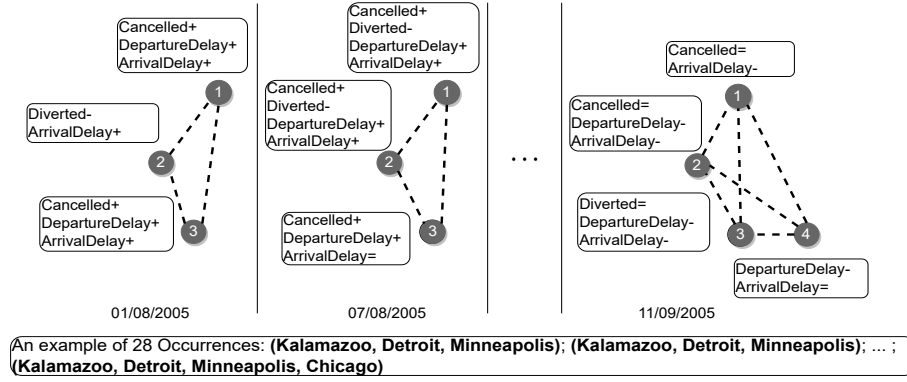 Cancelled+
DepartureDelay+
ArrivalDelay+
1
Diverted-
ArrivalDelay+
2
Cancelled+
DepartureDelay+
ArrivalDelay+
3
01/08/2005
Cancelled+
Diverted-
DepartureDelay+
ArrivalDelay+
1
Cancelled+
Diverted-
DepartureDelay+
ArrivalDelay+
2
Cancelled+
DepartureDelay+
ArrivalDelay=
3
07/08/2005
...
Cancelled=
ArrivalDelay-
1
Cancelled=
DepartureDelay-
ArrivalDelay-
2
Diverted=
DepartureDelay-
ArrivalDelay-
3
4
DepartureDelay-
ArrivalDelay=
11/09/2005
An example of 28 Occurrences: (Kalamazoo, Detroit, Minneapolis); (Kalamazoo, Detroit, Minneapolis); ... ;
(Kalamazoo, Detroit, Minneapolis, Chicago)